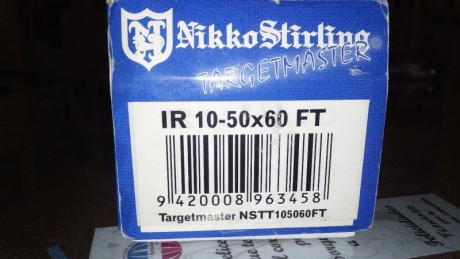 NikkoStirling®
TARGETMASTER
IR 10-50x60 FT
9 420008 963458
Targetmaster NSTT105060FT